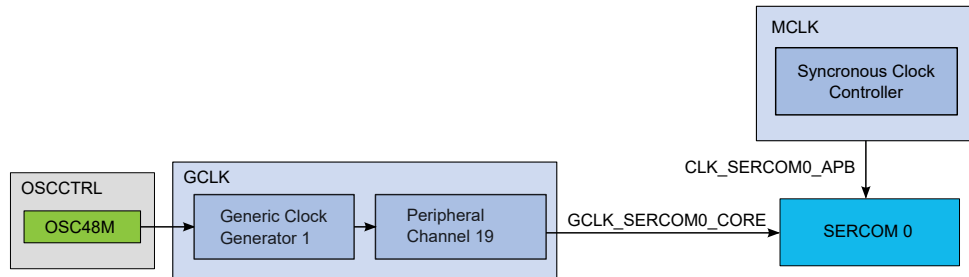 MCLK
Syncronous Clock
Controller
CLK_SERCOM0_APB
OSCCTRL
OSC48M
GCLK
Generic Clock
Generator 1
Peripheral
Channel 19
GCLK_SERCOM0_CORE
SERCOM 0